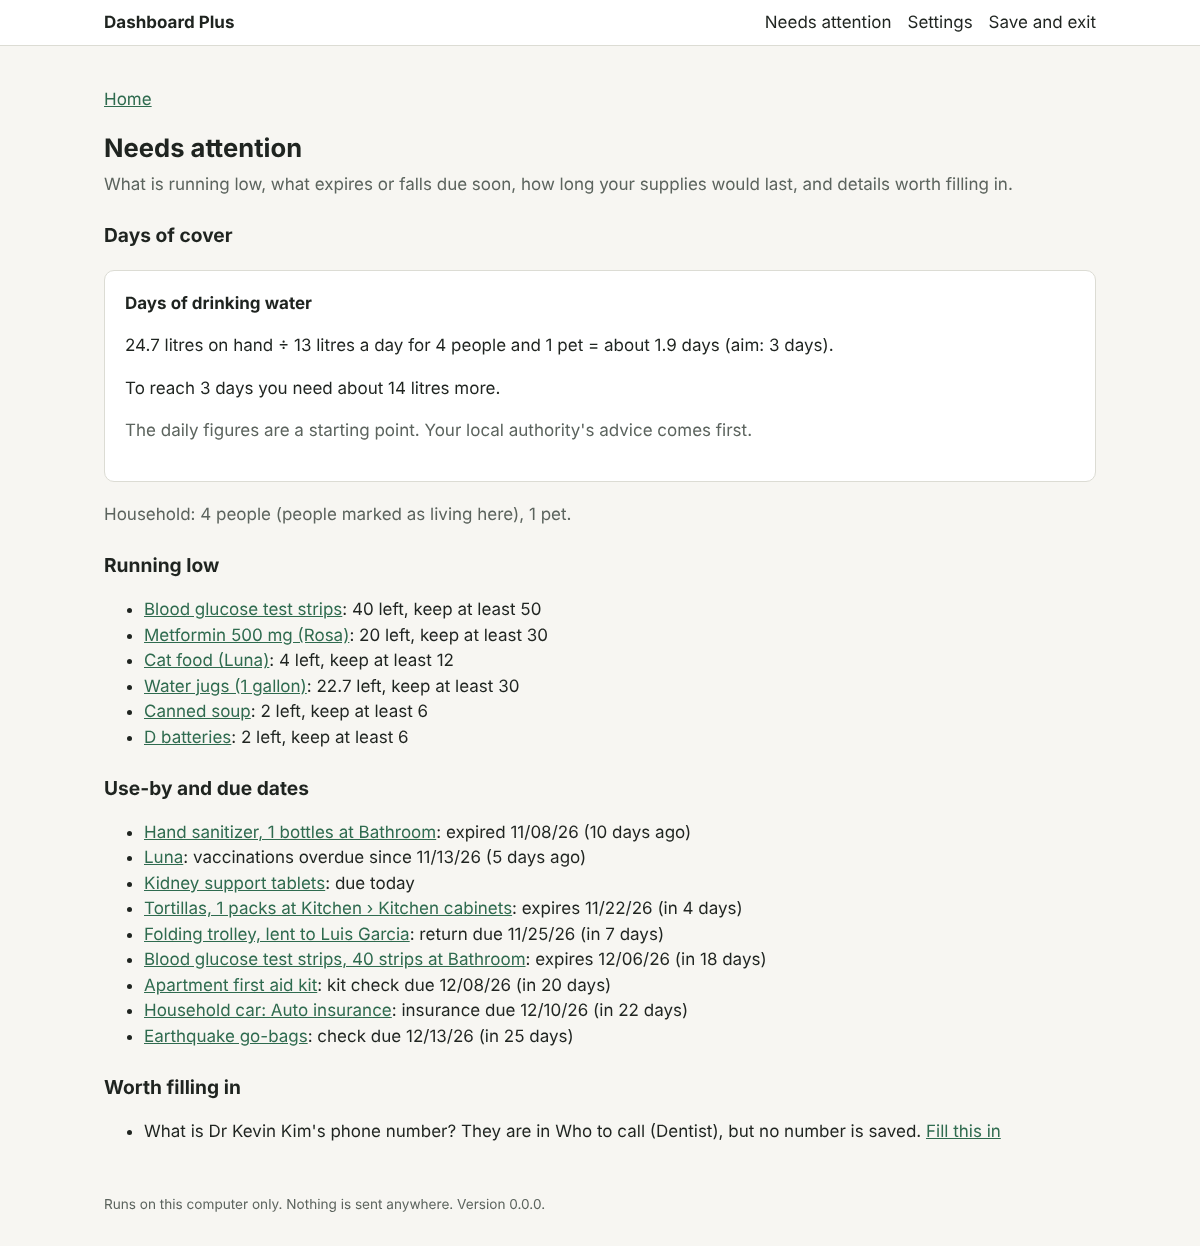 Dashboard Plus
Needs attention Settings Save and exit
Home
Needs attention
What is running low, what expires or falls due soon, how long your supplies would last, and details worth filling in.
Days of cover
Days of drinking water
24.7 litres on hand ÷ 13 litres a day for 4 people and 1 pet = about 1.9 days (aim: 3 days).
To reach 3 days you need about 14 litres more.
The daily figures are a starting point. Your local authority's advice comes first.
Household: 4 people (people marked as living here), 1 pet.
Running low
Blood glucose test strips: 40 left, keep at least 50
Metformin 500 mg (Rosa): 20 left, keep at least 30
Cat food (Luna): 4 left, keep at least 12
Water jugs (1 gallon): 22.7 left, keep at least 30
Canned soup: 2 left, keep at least 6
D batteries: 2 left, keep at least 6
Use-by and due dates
Hand sanitizer, 1 bottles at Bathroom: expired 11/08/26 (10 days ago)
Luna: vaccinations overdue since 11/13/26 (5 days ago)
Kidney support tablets: due today
Tortillas, 1 packs at Kitchen › Kitchen cabinets: expires 11/22/26 (in 4 days)
Folding trolley, lent to Luis Garcia: return due 11/25/26 (in 7 days)
Blood glucose test strips, 40 strips at Bathroom: expires 12/06/26 (in 18 days)
Apartment first aid kit: kit check due 12/08/26 (in 20 days)
Household car: Auto insurance: insurance due 12/10/26 (in 22 days)
Earthquake go-bags: check due 12/13/26 (in 25 days)
Worth filling in
What is Dr Kevin Kim's phone number? They are in Who to call (Dentist), but no number is saved. Fill this in
Runs on this computer only. Nothing is sent anywhere. Version 0.0.0.